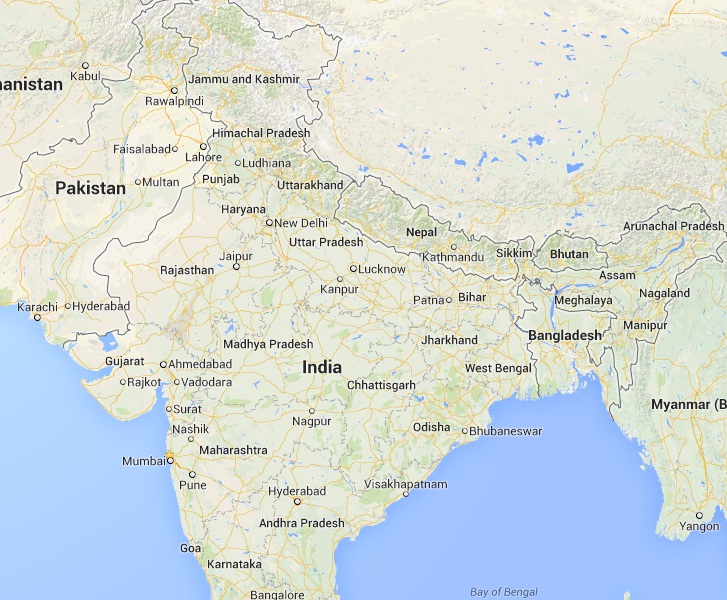 Kabul
hanistan
Jammu and Kashmir
Rawalpindi
Himachal Pradesh
Faisalabad
Lahore
Ludhiana
Pakistan
Multan
Punjab
Uttarakhand
Haryana
New Delhi
Nepal
Arunachal Pradesh
Uttar Pradesh
Kathmandu
Sikkim
Bhutan
Jaipur
Rajasthan
Lucknow
Assam
Kanpur
Patna
Bihar
Meghalaya
Nagaland
Karachi
Hyderabad
Manipur
Bangladesh
Madhya Pradesh
Jharkhand
Gujarat
Ahmedabad
India
West Bengal
Rajkot
Vadodara
Chhattisgarh
Myanmar (B
Surat
Nagpur
Nashik
Odisha
Bhubaneswar
Maharashtra
Mumbai
Pune
Visakhapatnam
Hyderabad
Andhra Pradesh
Yangon
Goa
Karnataka
Bangalore
Bay of Bengal